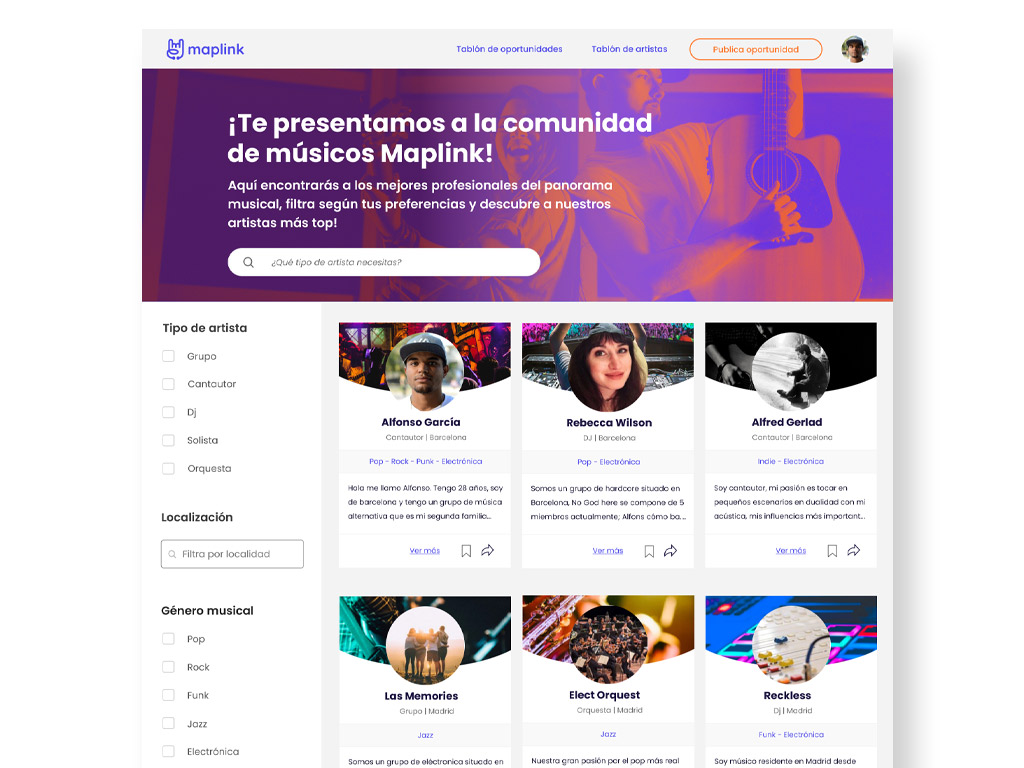 maplink
Tablón de oportunidades
Tablón de artistas
Publica oportunidad
¡Te presentamos a la comunidad
de músicos Maplink!
Aquí encontrarás a los mejores profesionales del panorama
musical, filtra según tus preferencias y descubre a nuestros
artistas más top!
¿Qué tipo de artista necesitas?
Tipo de artista
Grupo
Cantautor
Dj
Solista
Orquesta
Localización
Filtra por localidad
Género musical
Pop
Rock
Funk
Jazz
Electrónica
Alfonso García
Cantautor | Barcelona
Pop - Rock - Punk - Electrónica
Hola me llamo Alfonso. Tengo 28 años, soy
de barcelona y tengo un grupo de música
alternativa que es mi segunda familia...
Ver más
Rebecca Wilson
DJ | Barcelona
Pop - Electrónica
Somos un grupo de hardcore situado en
Barcelona, No God here se compone de 5
miembros actualmente; Alfons cómo ba...
Ver más
Alfred Gerlad
Cantautor | Barcelona
Indie - Electrónica
Soy cantautor, mi pasión es tocar en
pequeños escenarios en dualidad con mi
acústica, mis influencias más important...
Ver más
Las Memories
Grupo | Madrid
Jazz
Somos un grupo de eléctronica situado en
Elect Orquest
Orquesta | Madrid
Jazz
Nuestra gran pasión por el pop más real
Reckless
Dj | Madrid
Funk - Electrónica
Soy músico residente en Madrid desde